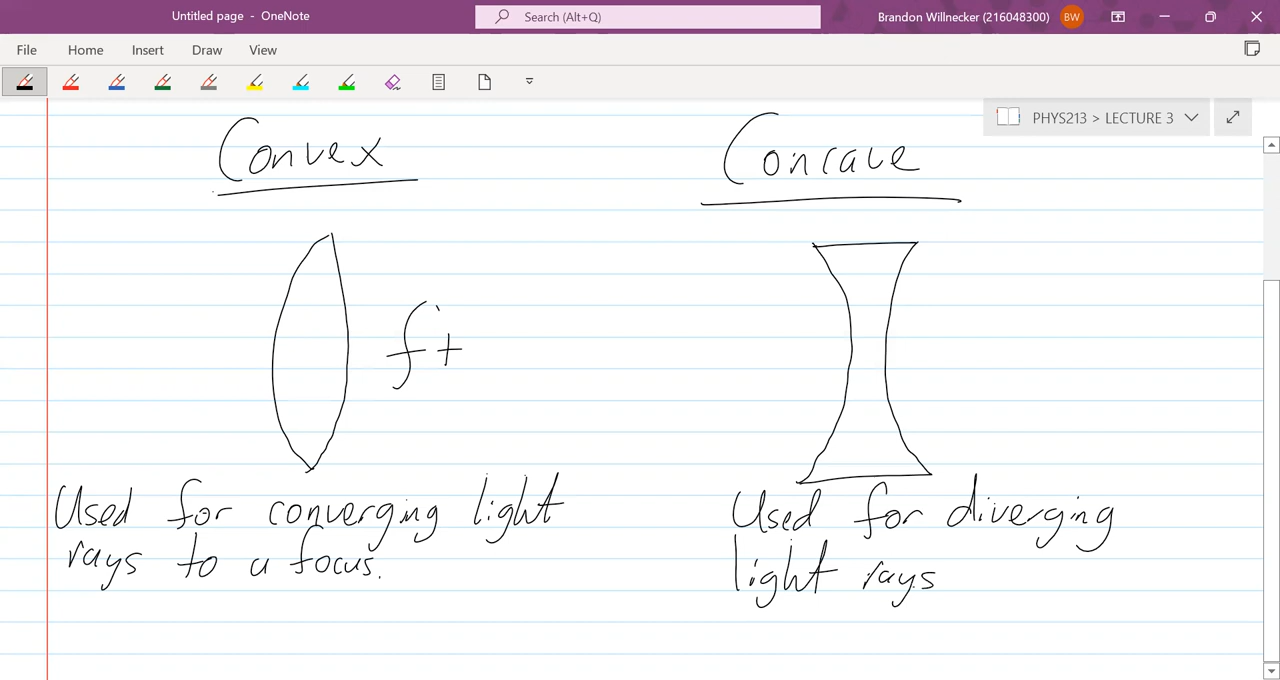 Untitled page - OneNote
Search (Alt+Q)
Brandon Willnecker (216048300)
BW
File Home Insert Draw View
PHYS213 > LECTURE 3
Convex
Concave
f +
Used for converging light
rays to a focus.
Used for diverging
light rays